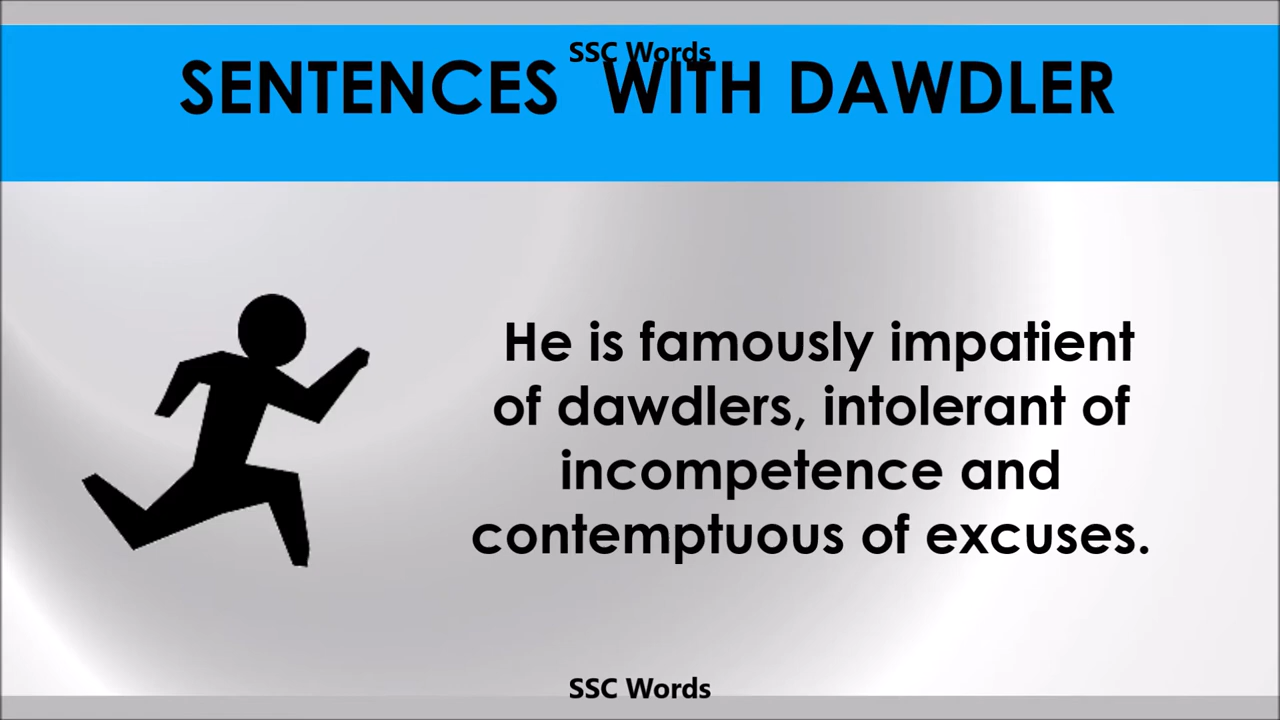 SSC Words
SENTENCES WITH DAWDLER
He is famously impatient
of dawdlers, intolerant of
incompetence and
contemptuous of excuses.
SSC Words